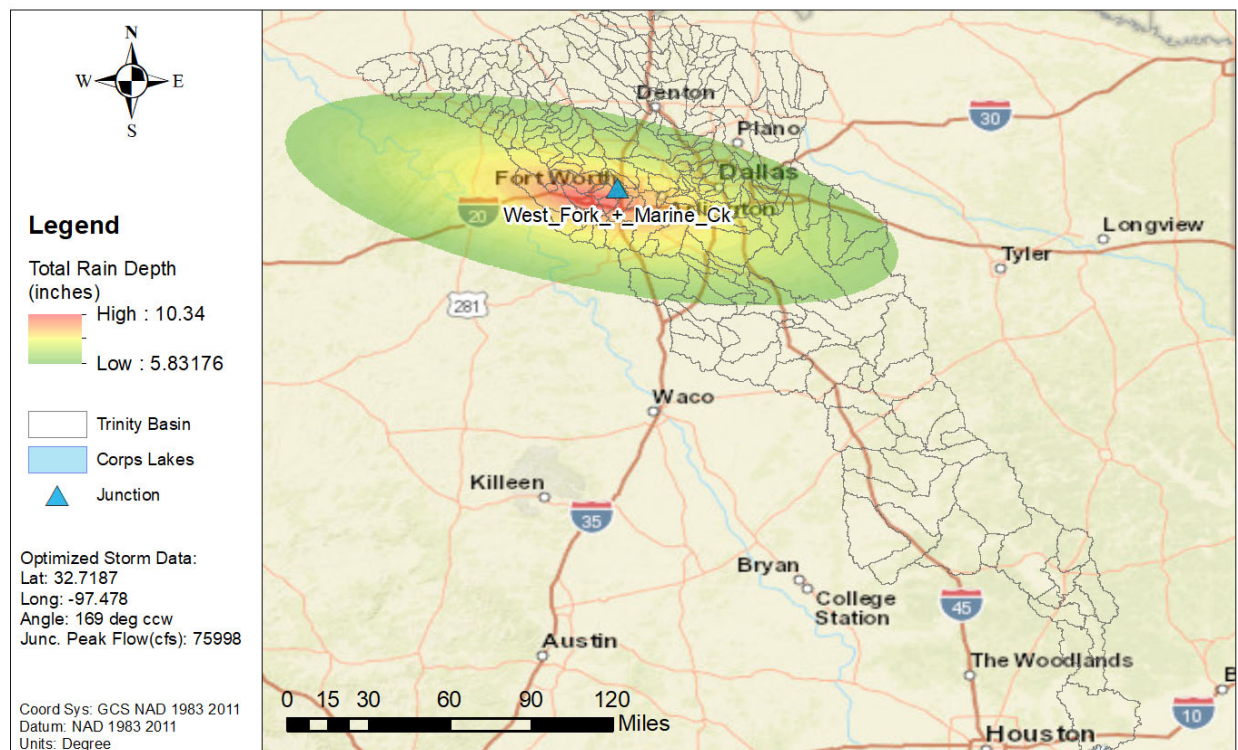 N
W
E
S
Legend
Total Rain Depth
(inches)
High : 10.34
Low : 5.83176
Trinity Basin
Corps Lakes
Junction
Optimized Storm Data:
Lat: 32.7187
Long: -97.478
Angle: 169 deg ccw
Junc. Peak Flow(cfs): 75998
Coord Sys: GCS NAD 1983 2011
Datum: NAD 1983 2011
Units: Degree
Denton
30
Plano
Fort Worth
Dallas
20
West_Fork_+_Marine_Ck
Longview
Tyler
281
Waco
Killeen
35
Bryan
College
Station
45
Austin
The Woodlands
0 15 30 60 90 120
Miles
10
Houston